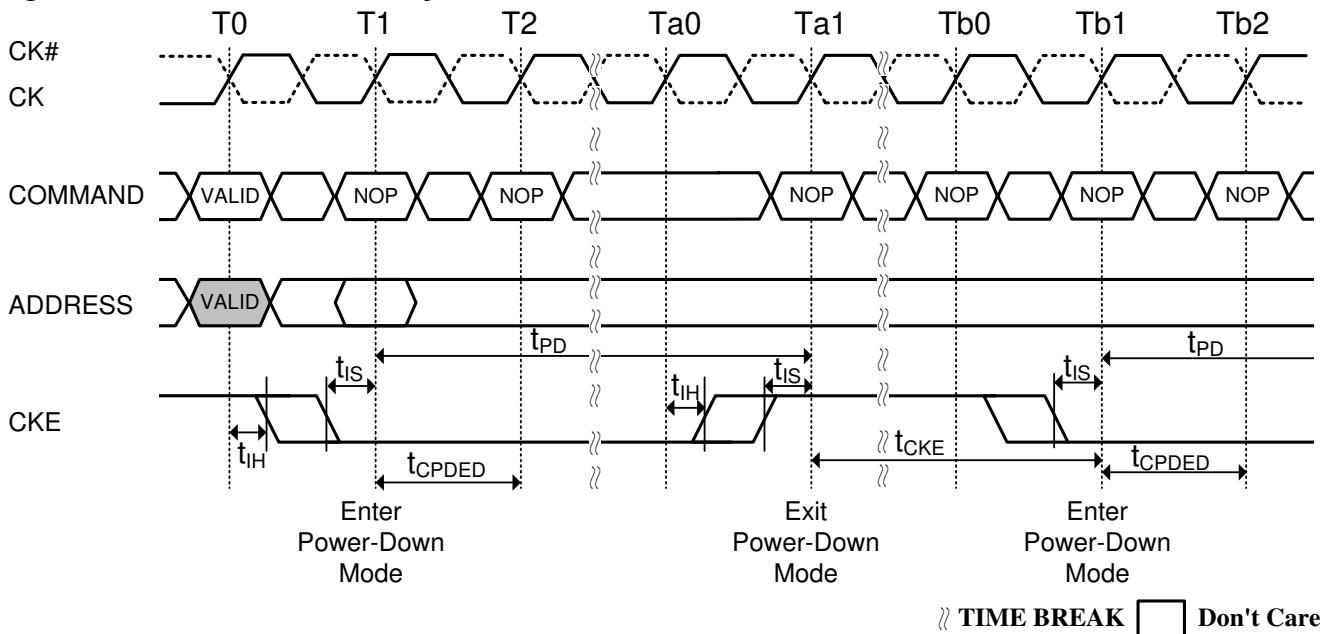 T0 T1 T2 Ta0 Ta1 Tb0 Tb1 Tb2
CK#
CK
COMMAND VALID NOP NOP NOP NOP NOP NOP
ADDRESS VALID
tPD tPD
tIS tIH tIS tIS
CKE
tIH tCPDED tCKE tCPDED
Enter Power-Down Mode
Exit Power-Down Mode
Enter Power-Down Mode
TIME BREAK Don't Care